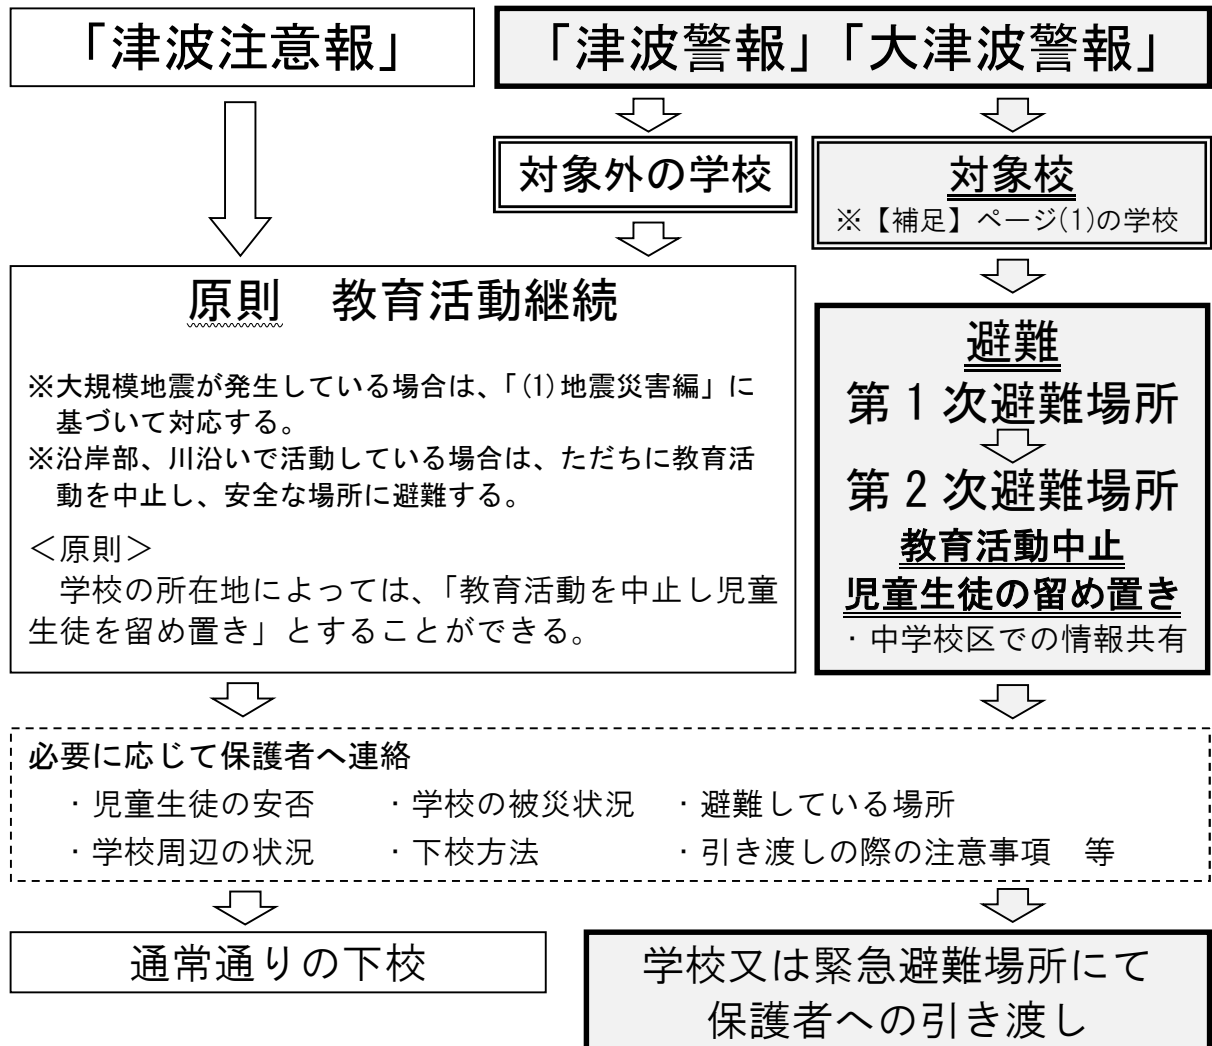 「津波注意報」
「津波警報」「大津波警報」
対象外の学校
対象校
※【補足】ページ(1)の学校
原則　教育活動継続
※大規模地震が発生している場合は、「(1)地震災害編」に
基づいて対応する。
※沿岸部、川沿いで活動している場合は、ただちに教育活
動を中止し、安全な場所に避難する。
＜原則＞
学校の所在地によっては、「教育活動を中止し児童
生徒を留め置き」とすることができる。
避難
第1次避難場所
第2次避難場所
教育活動中止
児童生徒の留め置き
・中学校区での情報共有
必要に応じて保護者へ連絡
・児童生徒の安否　・学校の被災状況　・避難している場所
・学校周辺の状況　・下校方法　・引き渡しの際の注意事項　等
通常通りの下校
学校又は緊急避難場所にて
保護者への引き渡し